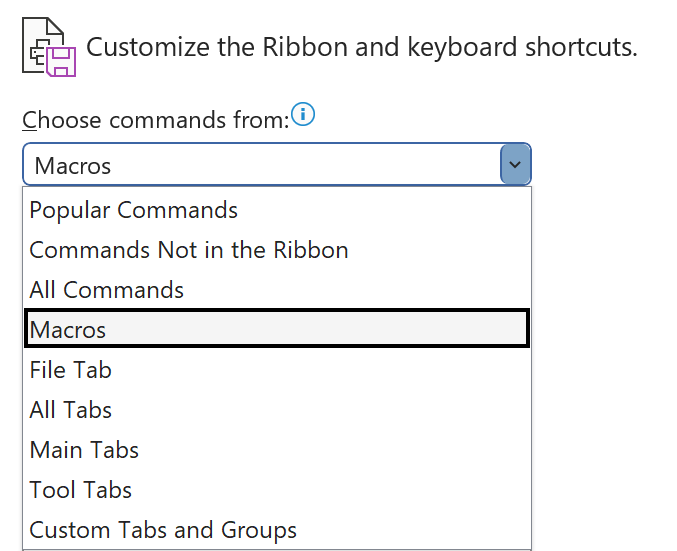 Customize the Ribbon and keyboard shortcuts.
Choose commands from:
Macros
Popular Commands
Commands Not in the Ribbon
All Commands
Macros
File Tab
All Tabs
Main Tabs
Tool Tabs
Custom Tabs and Groups